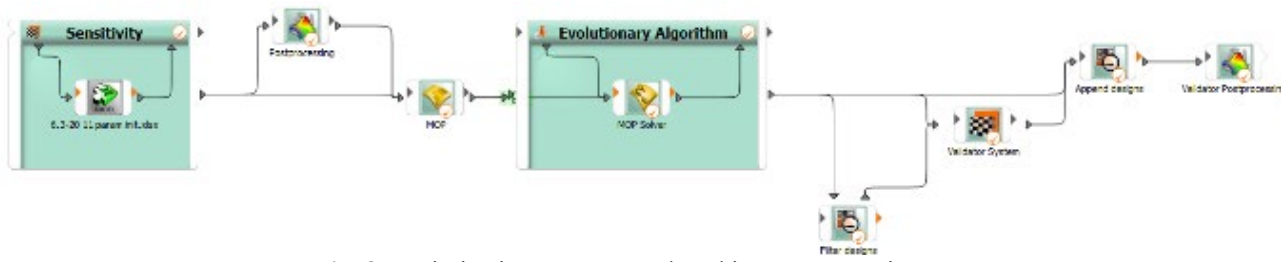 Sensitivity
Postprocessing
MOP
Evolutionary Algorithm
MOP Solver
Filter designs
Validator System
Append designs
Validator Postprocessin